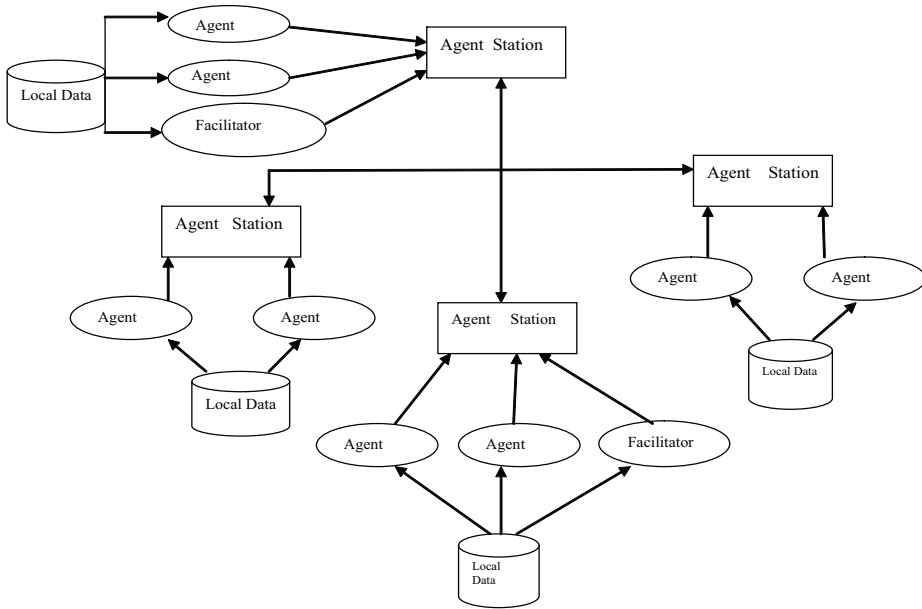 Agent
Agent Station
Agent
Local Data
Facilitator
Agent Station
Agent Station
Agent
Agent
Agent
Agent
Agent Station
Local Data
Local Data
Agent
Agent
Facilitator
Local
Data